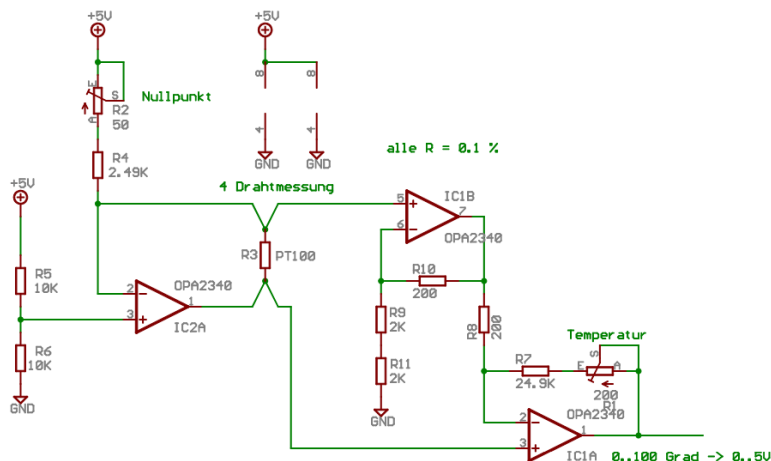 +5V
+5V
E
S
A
R2
50
Nullpunkt
8
8
4
4
GND
GND
alle R = 0.1 %
R4
2.49K
4 Drahtmessung
+5V
R3
PT100
5
6
7
IC1B
OPA2340
R5
10K
2
3
1
OPA2340
IC2A
R10
200
R9
2K
R8
200
R6
10K
R11
2K
GND
GND
Temperatur
S
E
A
R7
24.9K
200
R1
OPA2340
2
3
1
IC1A
0..100 Grad -> 0..5V